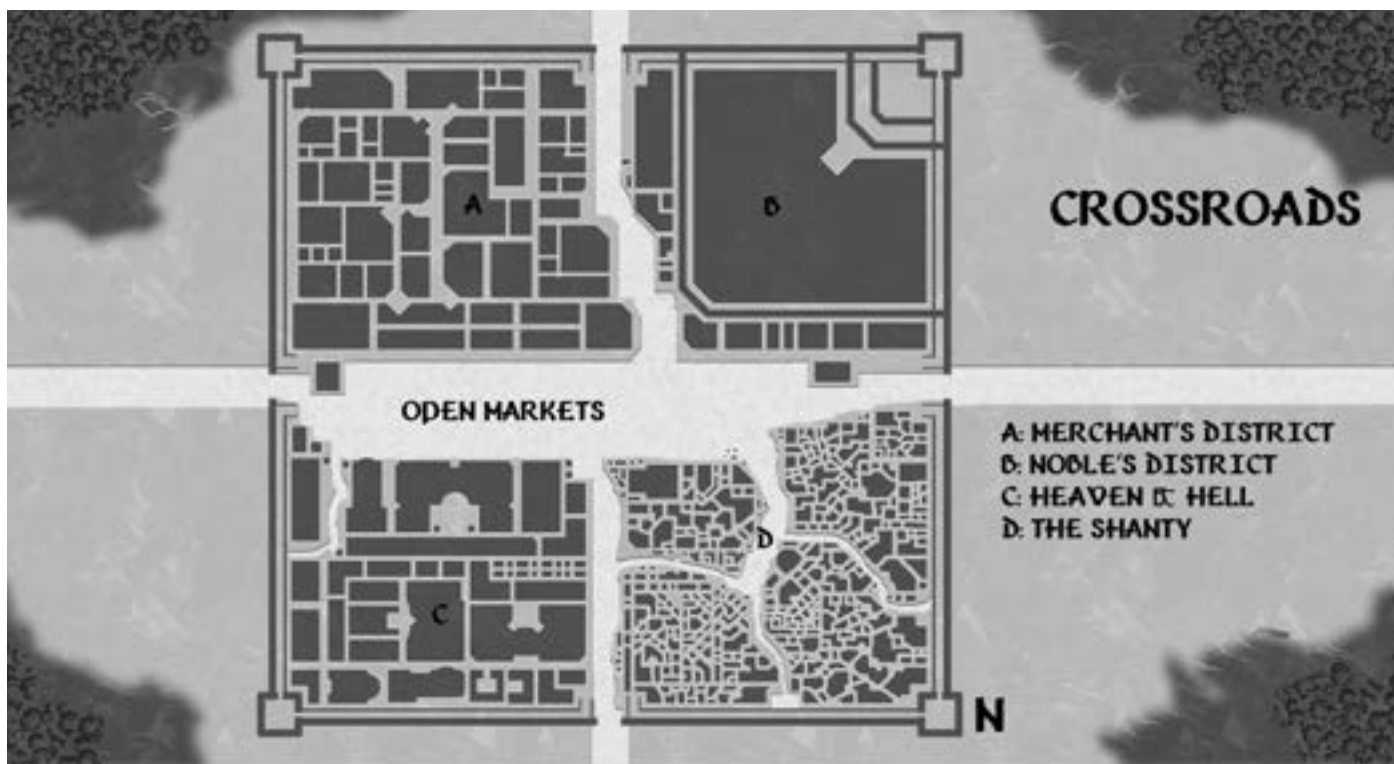 CROSSROADS
A
B
OPEN MARKETS
A: MERCHANT'S DISTRICT
B: NOBLE'S DISTRICT
C: HEAVEN & HELL
D: THE SHANTY
D
C
N